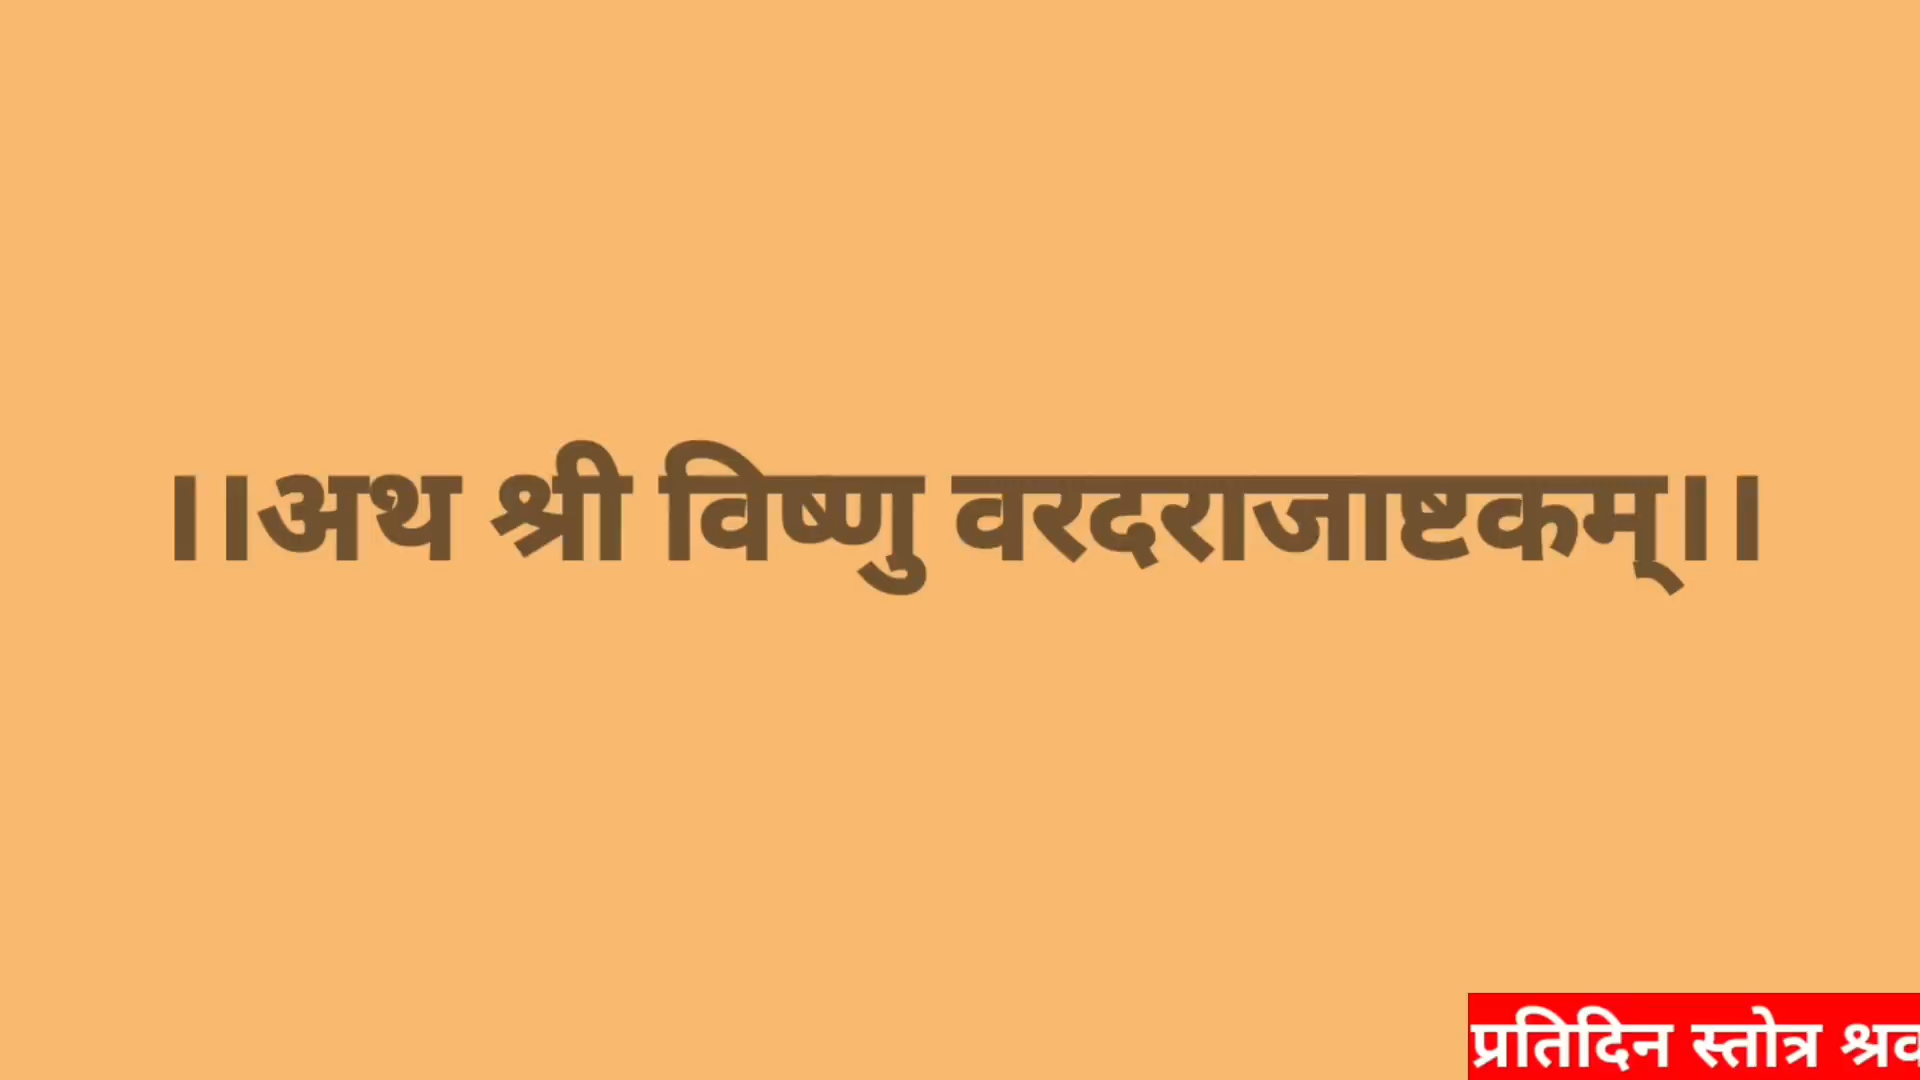 ।।अथ श्री विष्णु वरदराजाष्टकम्।।
प्रतिदिन स्तोत्र